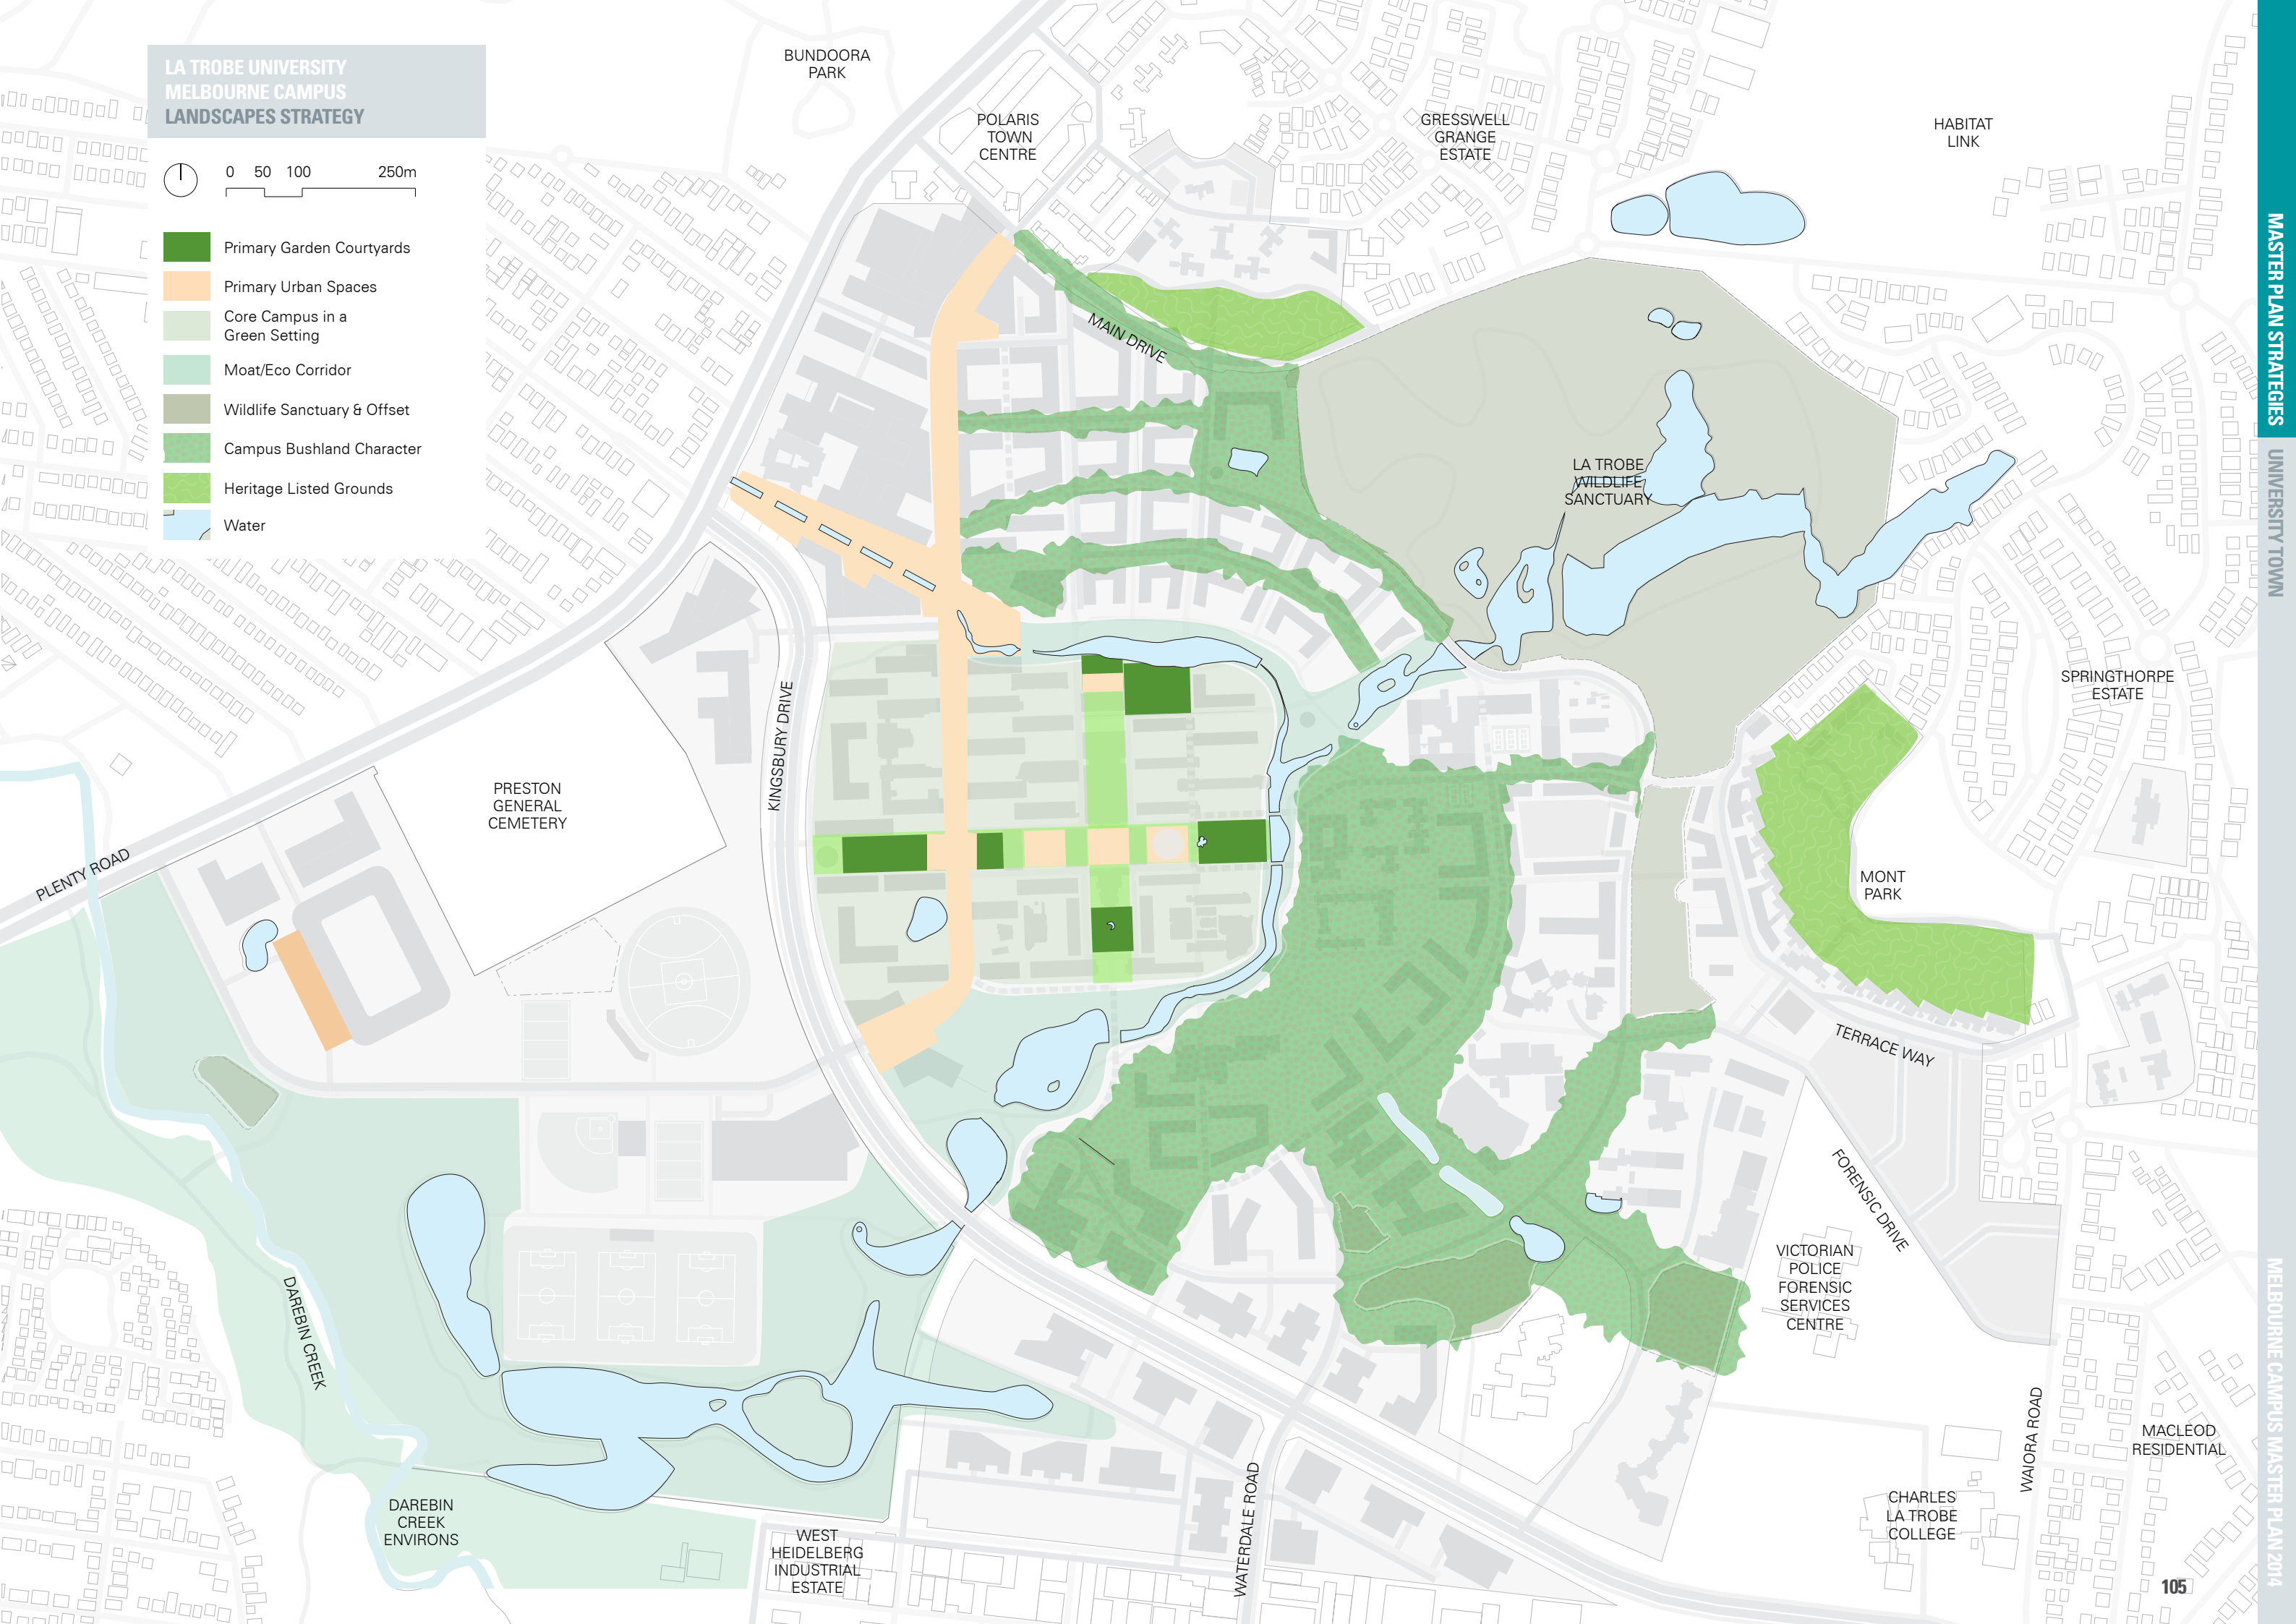 LA TROBE UNIVERSITY
MELBOURNE CAMPUS
LANDSCAPES STRATEGY
0 50 100 250m
Primary Garden Courtyards
Primary Urban Spaces
Core Campus in a
Green Setting
Moat/Eco Corridor
Wildlife Sanctuary & Offset
Campus Bushland Character
Heritage Listed Grounds
Water
BUNDOORA
PARK
POLARIS
TOWN
CENTRE
GRESSWELL
GRANGE
ESTATE
HABITAT
LINK
MAIN DRIVE
LA TROBE
WILDLIFE
SANCTUARY
SPRINGTHORPE
ESTATE
KINGSBURY DRIVE
PRESTON
GENERAL
CEMETERY
PLENTY ROAD
MONT
PARK
TERRACE WAY
FORENSIC DRIVE
VICTORIAN
POLICE
FORENSIC
SERVICES
CENTRE
DAREBIN CREEK
DAREBIN
CREEK
ENVIRONS
WEST
HEIDELBERG
INDUSTRIAL
ESTATE
WATERDALE ROAD
WAIORA ROAD
MACLEOD
RESIDENTIAL
CHARLES
LA TROBE
COLLEGE
MASTER PLAN STRATEGIES
UNIVERSITY TOWN
MELBOURNE CAMPUS MASTER PLAN 2014
105